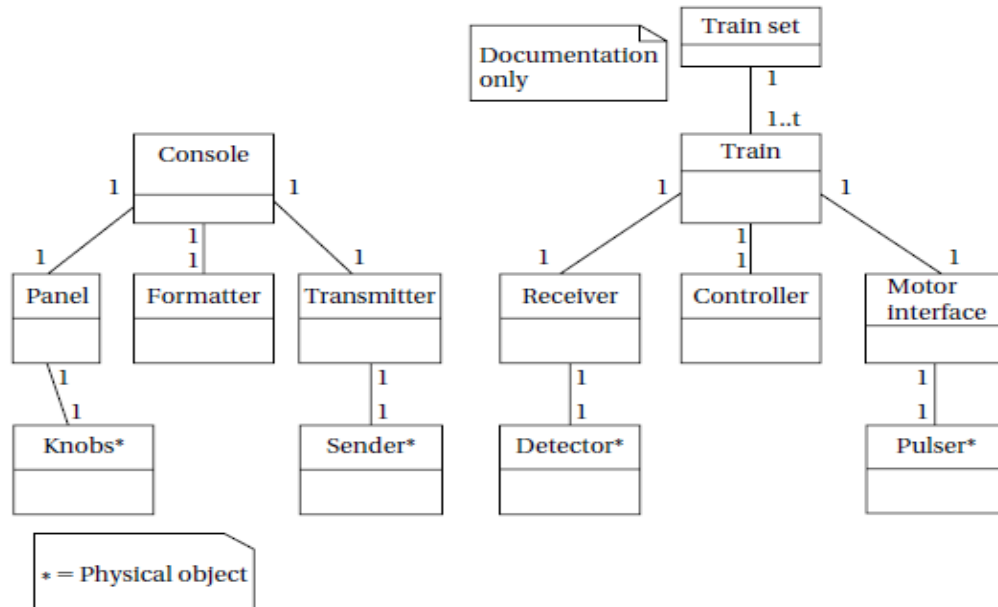 Train set
Documentation
only
1
1..t
Console
Train
1
1
1
1
1
1
1
1
1
1
1
1
Panel
Formatter
Transmitter
Receiver
Controller
Motor
interface
1
1
1
1
1
1
1
1
Knobs*
Sender*
Detector*
Pulser*
* = Physical object